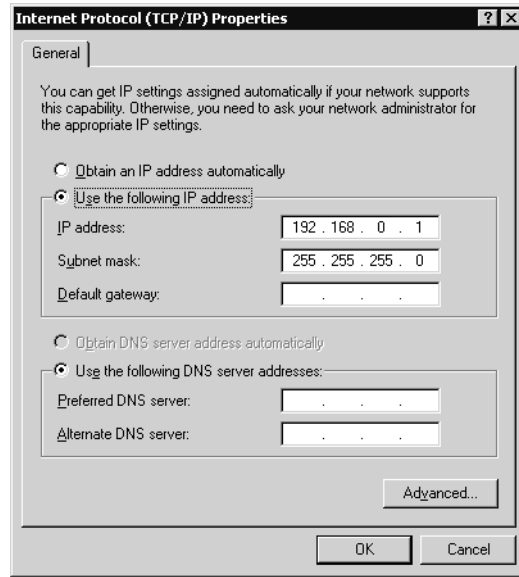 Internet Protocol (TCP/IP) Properties ? X
General
You can get IP settings assigned automatically if your network supports
this capability. Otherwise, you need to ask your network administrator for
the appropriate IP settings.
Obtain an IP address automatically
Use the following IP address:
IP address: 192 . 168 . 0 . 1
Subnet mask: 255 . 255 . 255 . 0
Default gateway: . . .
Obtain DNS server address automatically
Use the following DNS server addresses:
Preferred DNS server: . . .
Alternate DNS server: . . .
Advanced...
OK Cancel